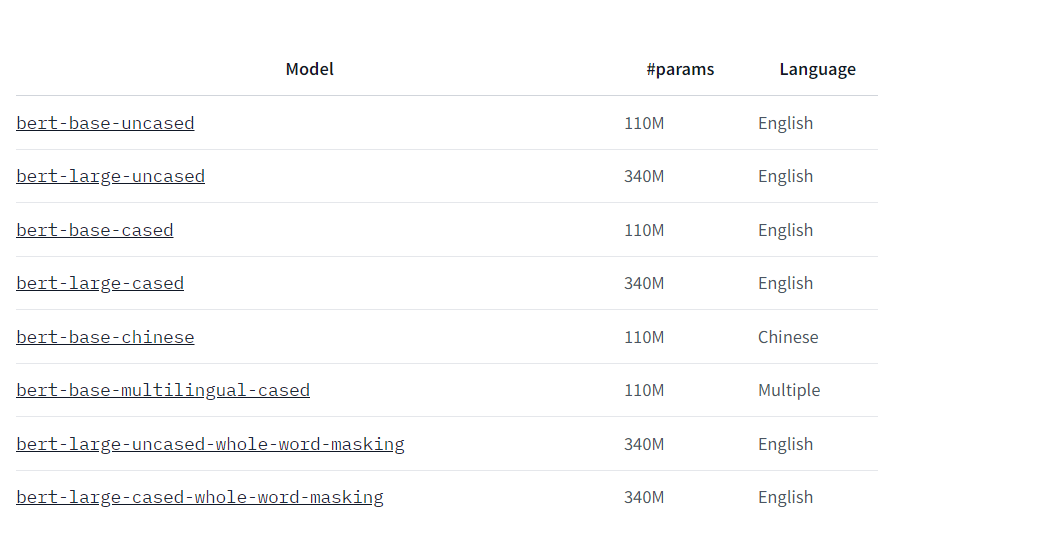 Model #params Language
bert-base-uncased 110M English
bert-large-uncased 340M English
bert-base-cased 110M English
bert-large-cased 340M English
bert-base-chinese 110M Chinese
bert-base-multilingual-cased 110M Multiple
bert-large-uncased-whole-word-masking 340M English
bert-large-cased-whole-word-masking 340M English